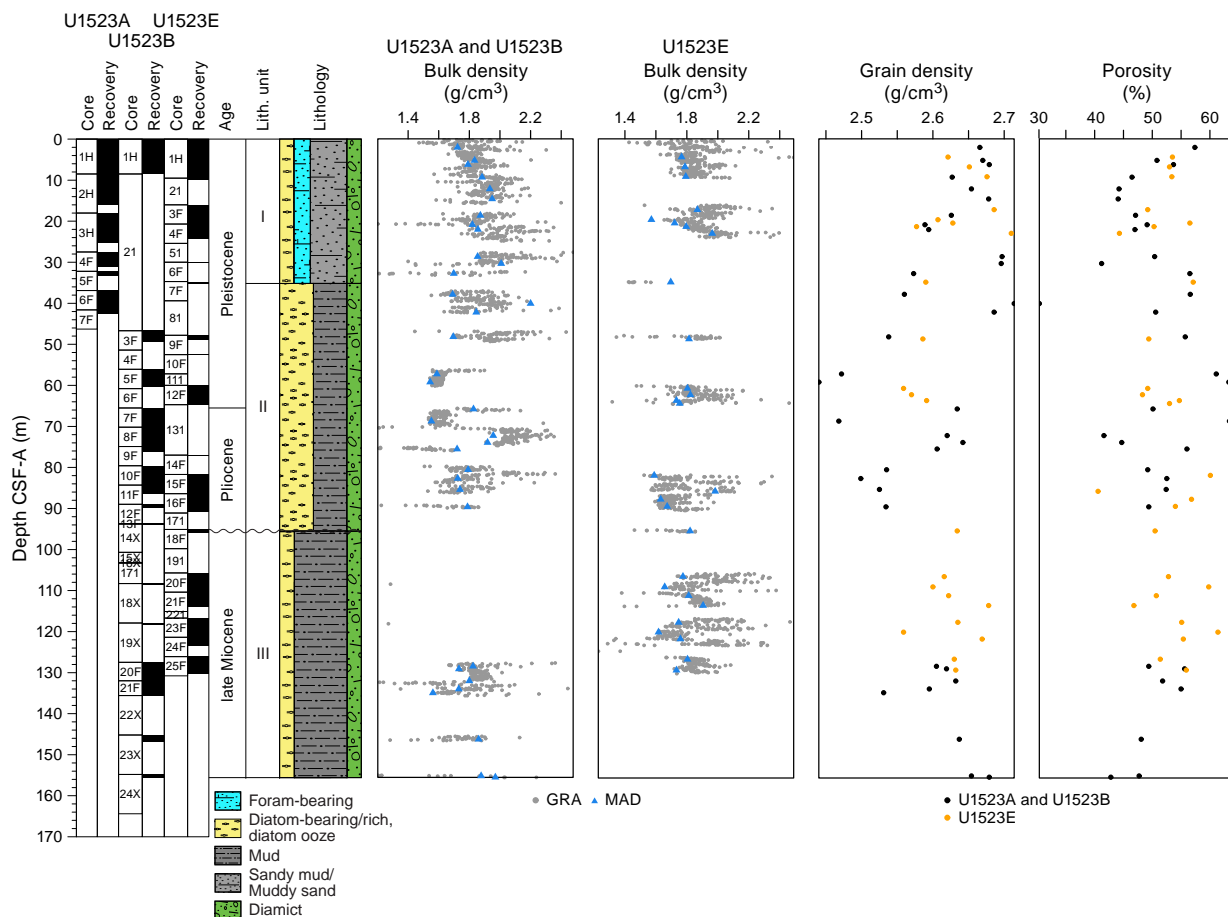 U1523A U1523E
U1523B
Core
Recovery
Core
Recovery
Core
Recovery
Age
Lith. unit
Lithology
U1523A and U1523B
Bulk density
(g/cm³)
U1523E
Bulk density
(g/cm³)
Grain density
(g/cm³)
Porosity
(%)
1.4 1.8 2.2
1.4 1.8 2.2
2.5 2.6 2.7
30 40 50 60
Depth CSF-A (m)
0
10
20
30
40
50
60
70
80
90
100
110
120
130
140
150
160
170
1H
2H
3H
4F
5F
6F
7F
1H
21
3F
4F
5F
6F
7F
8F
9F
10F
11F
12F
13F
14X
15X
16X
171
18X
19X
20F
21F
22X
23X
24X
1H
21
3F
4F
51
6F
7F
81
9F
10F
111
12F
131
14F
15F
16F
171
18F
191
20F
21F
221
23F
24F
25F
Pleistocene
Pliocene
late Miocene
I
II
III
Foram-bearing
Diatom-bearing/rich,
diatom ooze
Mud
Sandy mud/
Muddy sand
Diamict
GRA MAD
U1523A and U1523B
U1523E